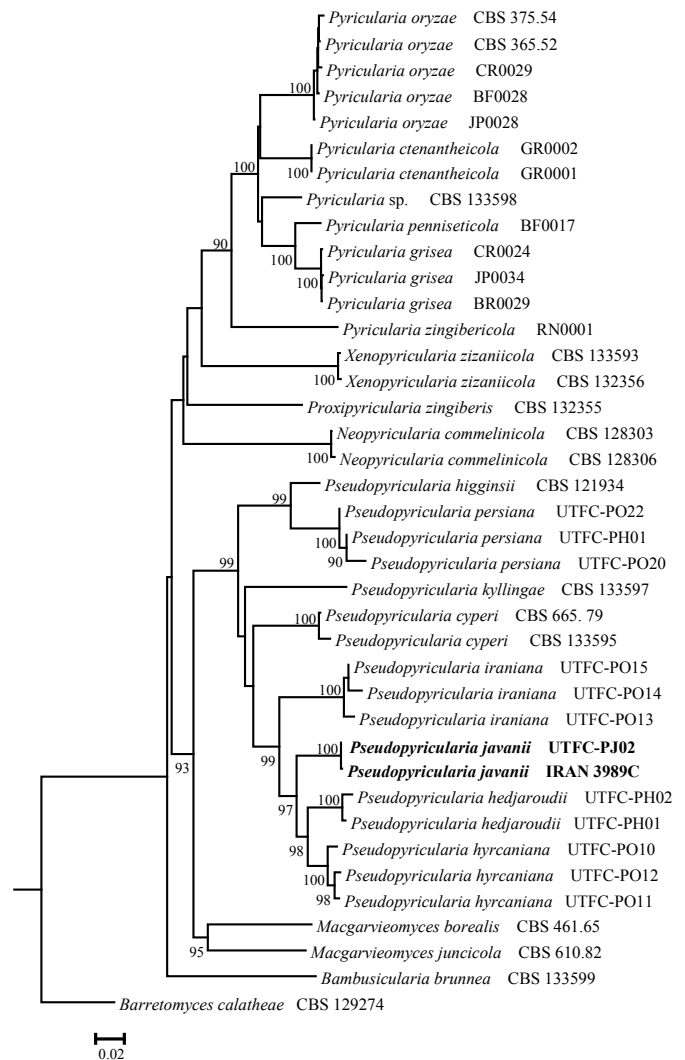 Pyricularia oryzae CBS 375.54
Pyricularia oryzae CBS 365.52
Pyricularia oryzae CR0029
100
Pyricularia oryzae BF0028
Pyricularia oryzae JP0028
Pyricularia ctenantheicola GR0002
100
100
Pyricularia ctenantheicola GR0001
Pyricularia sp. CBS 133598
Pyricularia penniseticola BF0017
90
100
Pyricularia grisea CR0024
100
Pyricularia grisea JP0034
Pyricularia grisea BR0029
Pyricularia zingibericola RN0001
Xenopyricularia zizaniicola CBS 133593
100
Xenopyricularia zizaniicola CBS 132356
Proxipyricularia zingiberis CBS 132355
Neopyricularia commelinicola CBS 128303
100
Neopyricularia commelinicola CBS 128306
Pseudopyricularia higginsii CBS 121934
99
Pseudopyricularia persiana UTFC-PO22
100
Pseudopyricularia persiana UTFC-PH01
99
90
Pseudopyricularia persiana UTFC-PO20
Pseudopyricularia kyllingae CBS 133597
100
Pseudopyricularia cyperi CBS 665. 79
Pseudopyricularia cyperi CBS 133595
Pseudopyricularia iraniana UTFC-PO15
100
Pseudopyricularia iraniana UTFC-PO14
Pseudopyricularia iraniana UTFC-PO13
100
Pseudopyricularia javanii UTFC-PJ02
93
99
Pseudopyricularia javanii IRAN 3989C
100
Pseudopyricularia hedjaroudii UTFC-PH02
97
Pseudopyricularia hedjaroudii UTFC-PH01
98
Pseudopyricularia hyrcaniana UTFC-PO10
100
Pseudopyricularia hyrcaniana UTFC-PO12
98
Pseudopyricularia hyrcaniana UTFC-PO11
Macgarvieomyces borealis CBS 461.65
95
Macgarvieomyces juncicola CBS 610.82
Bambusicularia brunnea CBS 133599
Barretomyces calatheae CBS 129274
0.02